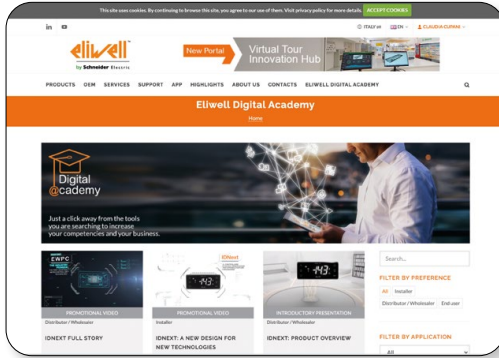 This site uses cookies. By continuing to browse this site, you agree to our use of them. Visit privacy policy for more details. ACCEPT COOKIES
in
ITALY
EN
CLAUDIA
eliwell
by Schneider Electric
New Portal
Virtual Tour
Innovation Hub
PRODUCTS OEM SERVICES SUPPORT APP HIGHLIGHTS ABOUT US CONTACTS ELIWELL DIGITAL ACADEMY
Eliwell Digital Academy
Home
Digital
@cademy
Just a click away from the tools
you are searching to increase
your competencies and your business.
EWPC
IDNEXT
IDNext
PROMOTIONAL VIDEO
Distributor / Wholesaler
IDNEXT FULL STORY
PROMOTIONAL VIDEO
Installer
IDNEXT: A NEW DESIGN FOR
NEW TECHNOLOGIES
INTRODUCTORY PRESENTATION
Distributor / Wholesaler
IDNEXT: PRODUCT OVERVIEW
Search...
FILTER BY PREFERENCE
All Installer
Distributor / Wholesaler End user
FILTER BY APPLICATION
All